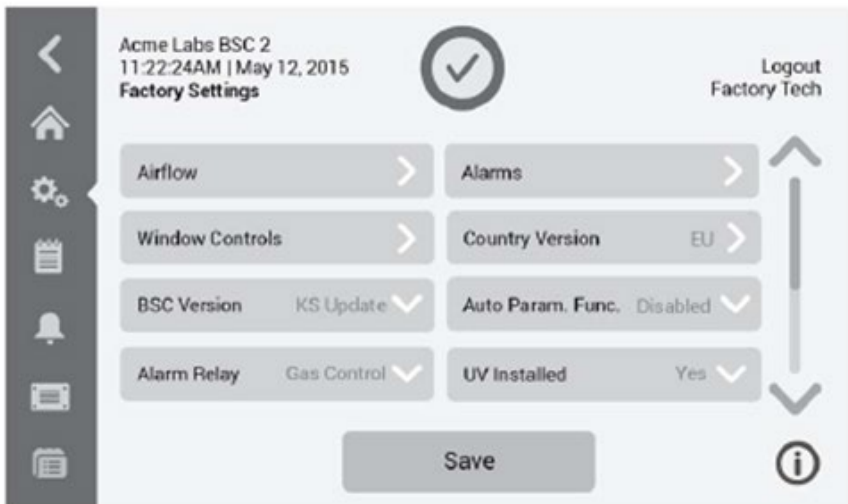 Acme Labs BSC 2
11:22:24AM | May 12, 2015
Factory Settings
Logout
Factory Tech
Airflow
Alarms
Window Controls
Country Version EU
BSC Version KS Update
Auto Param. Func. Disabled
Alarm Relay Gas Control
UV Installed Yes
Save